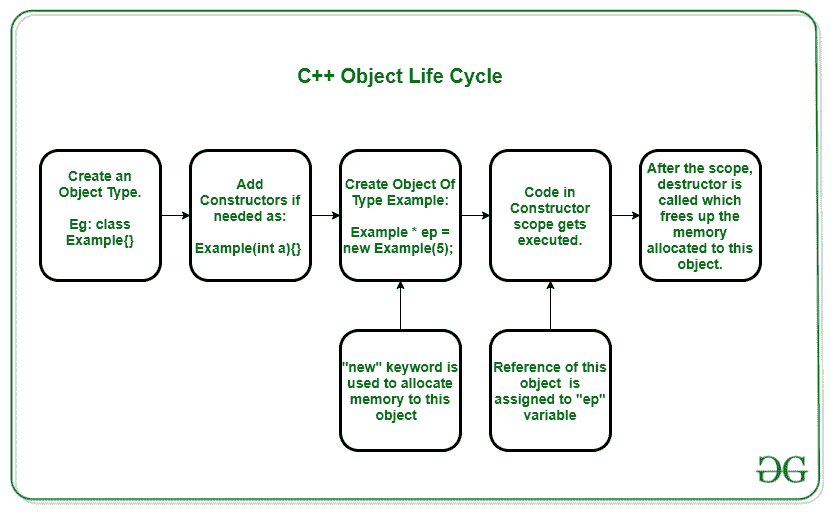 C++ Object Life Cycle
Create an
Object Type.
Eg: class
Example{}
Add
Constructors if
needed as:
Example(int a){}
Create Object Of
Type Example:
Example * ep =
new Example(5);
Code in
Constructor
scope gets
executed.
After the scope,
destructor is
called which
frees up the
memory
allocated to this
object.
"new" keyword is
used to allocate
memory to this
object
Reference of this
object is
assigned to "ep"
variable